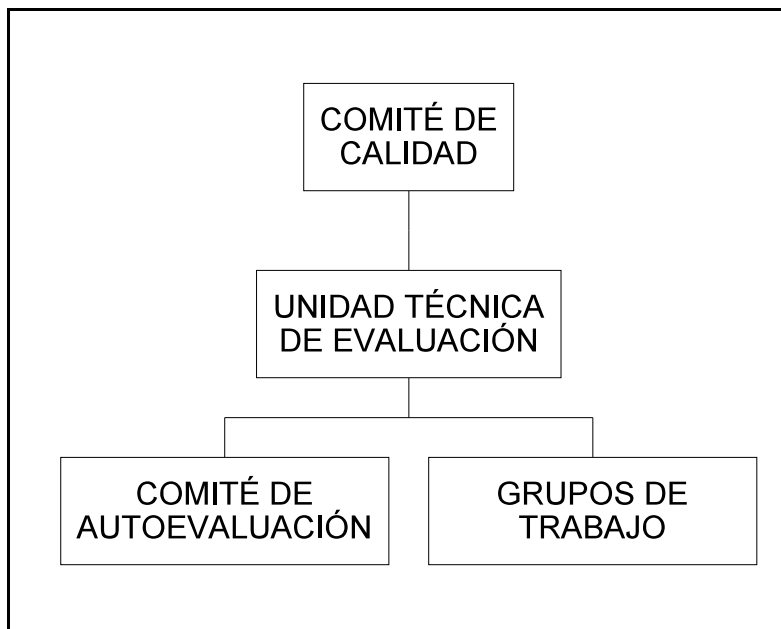 COMITÉ DE
CALIDAD
UNIDAD TÉCNICA
DE EVALUACIÓN
COMITÉ DE
AUTOEVALUACIÓN
GRUPOS DE
TRABAJO